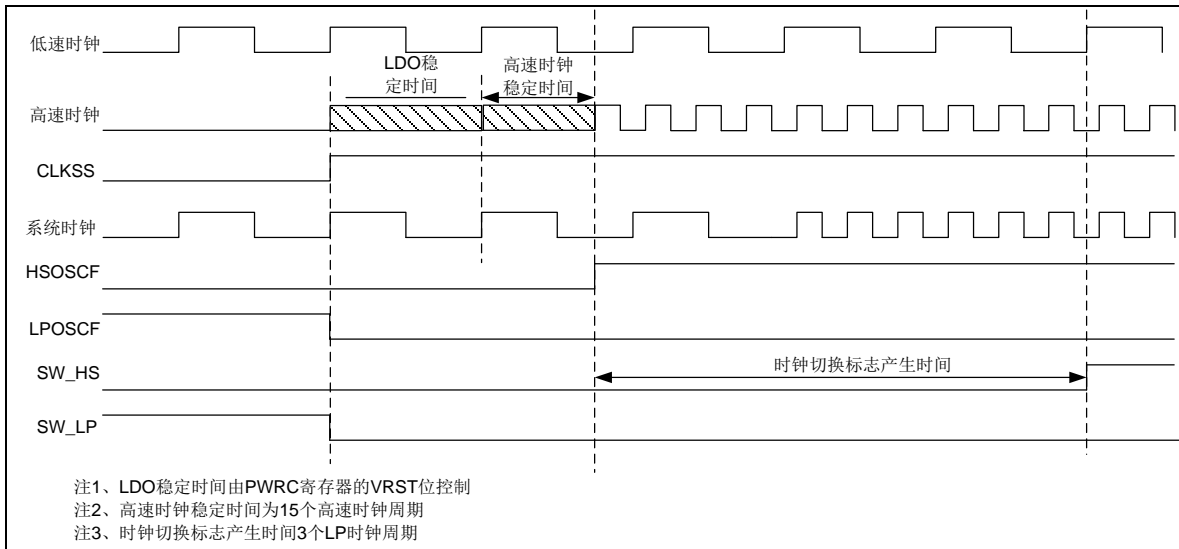 低速时钟
LDO稳
定时间
高速时钟
稳定时间
高速时钟
CLKSS
系统时钟
HSOSCF
LPOSCF
SW_HS
时钟切换标志产生时间
SW_LP
注1、LDO稳定时间由PWRC寄存器的VRST位控制
注2、高速时钟稳定时间为15个高速时钟周期
注3、时钟切换标志产生时间3个LP时钟周期